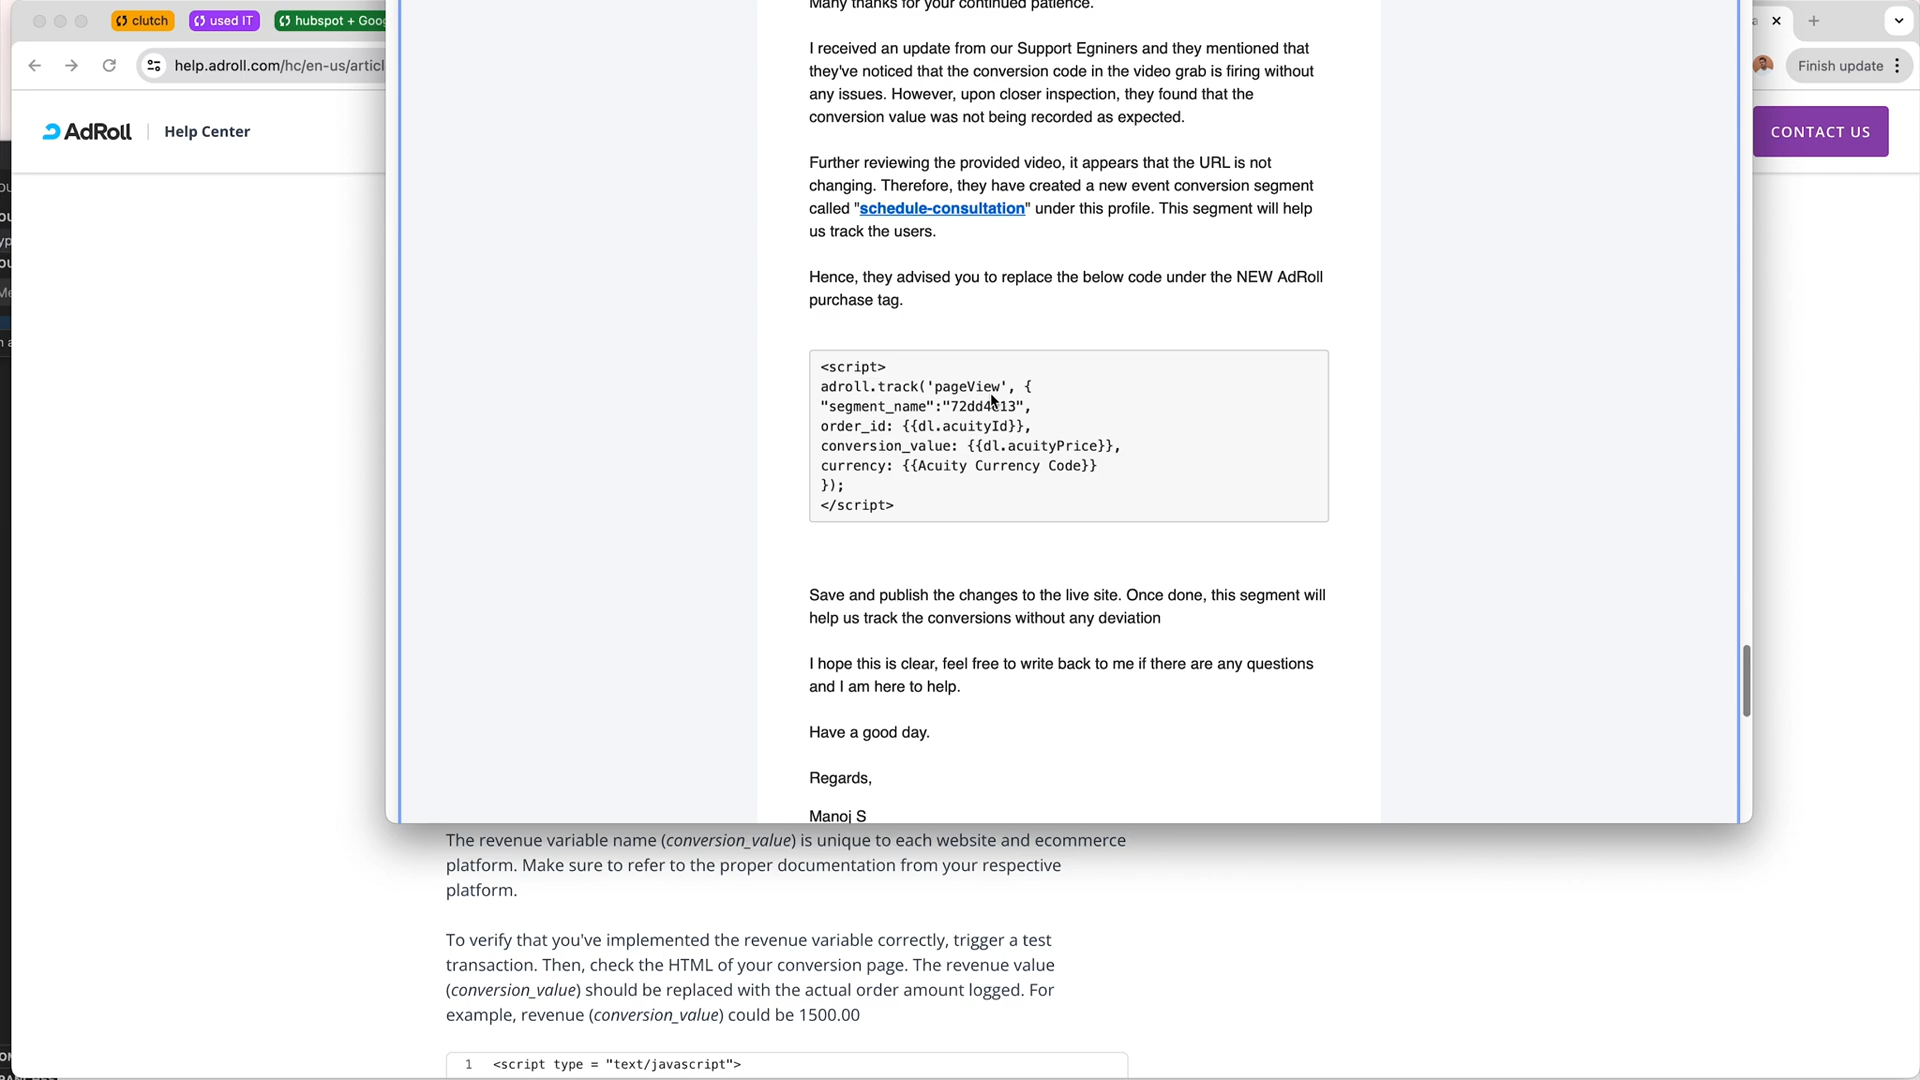 clutch
used IT
hubspot + Goog
help.adroll.com/hc/en-us/articl
Finish update
AdRoll
Help Center
CONTACT US
Many thanks for your continued patience.
I received an update from our Support Egniners and they mentioned that
they've noticed that the conversion code in the video grab is firing without
any issues. However, upon closer inspection, they found that the
conversion value was not being recorded as expected.
Further reviewing the provided video, it appears that the URL is not
changing. Therefore, they have created a new event conversion segment
called "schedule-consultation" under this profile. This segment will help
us track the users.
Hence, they advised you to replace the below code under the NEW AdRoll
purchase tag.
<script>
adroll.track('pageView', {
"segment_name":
order_id: {{dl.acuityId}},
conversion_value: {{dl.acuityPrice}},
currency: {{Acuity Currency Code}}
});
</script>
Save and publish the changes to the live site. Once done, this segment will
help us track the conversions without any deviation
I hope this is clear, feel free to write back to me if there are any questions
and I am here to help.
Have a good day.
Regards,
Manoj S
The revenue variable name (conversion_value) is unique to each website and ecommerce
platform. Make sure to refer to the proper documentation from your respective
platform.
To verify that you've implemented the revenue variable correctly, trigger a test
transaction. Then, check the HTML of your conversion page. The revenue value
(conversion_value) should be replaced with the actual order amount logged. For
example, revenue (conversion_value) could be 1500.00
1 <script type = "text/javascript">